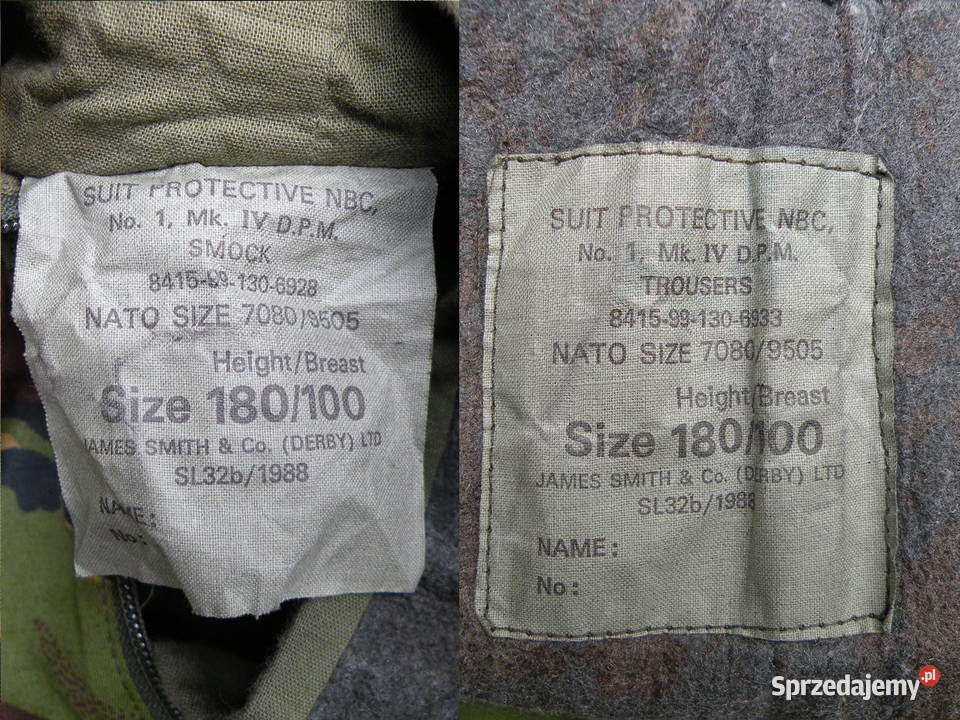 SUIT PROTECTIVE NBC,
No. 1, Mk. IV D.P.M.
SMOCK
8415-99-130-6928
NATO SIZE 7080/9505
Height/Breast
Size 180/100
JAMES SMITH & Co. (DERBY) LTD
SL32b/1988
NAME:
No:
SUIT PROTECTIVE NBC,
No. 1, Mk. IV D.P.M.
TROUSERS
8415-99-130-6933
NATO SIZE 7080/9505
Height/Breast
Size 180/100
JAMES SMITH & Co. (DERBY) LTD
SL32b/1988
NAME:
No:
Sprzedajemy.pl